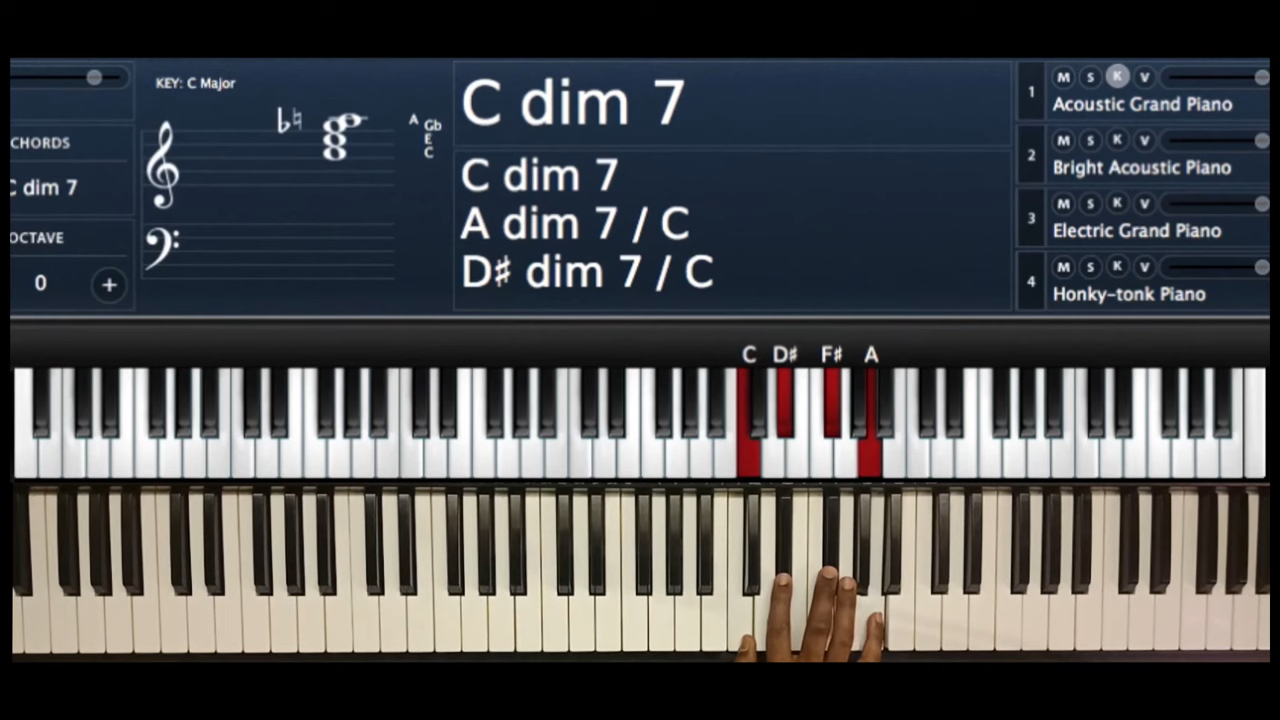 KEY: C Major
CHORDS
C dim 7
OCTAVE
0
+
A
Gb
E
C
C dim 7
C dim 7
A dim 7 / C
D♯ dim 7 / C
1
M S K V
Acoustic Grand Piano
2
M S K V
Bright Acoustic Piano
3
M S K V
Electric Grand Piano
4
M S K V
Honky-tonk Piano
C D♯ F♯ A